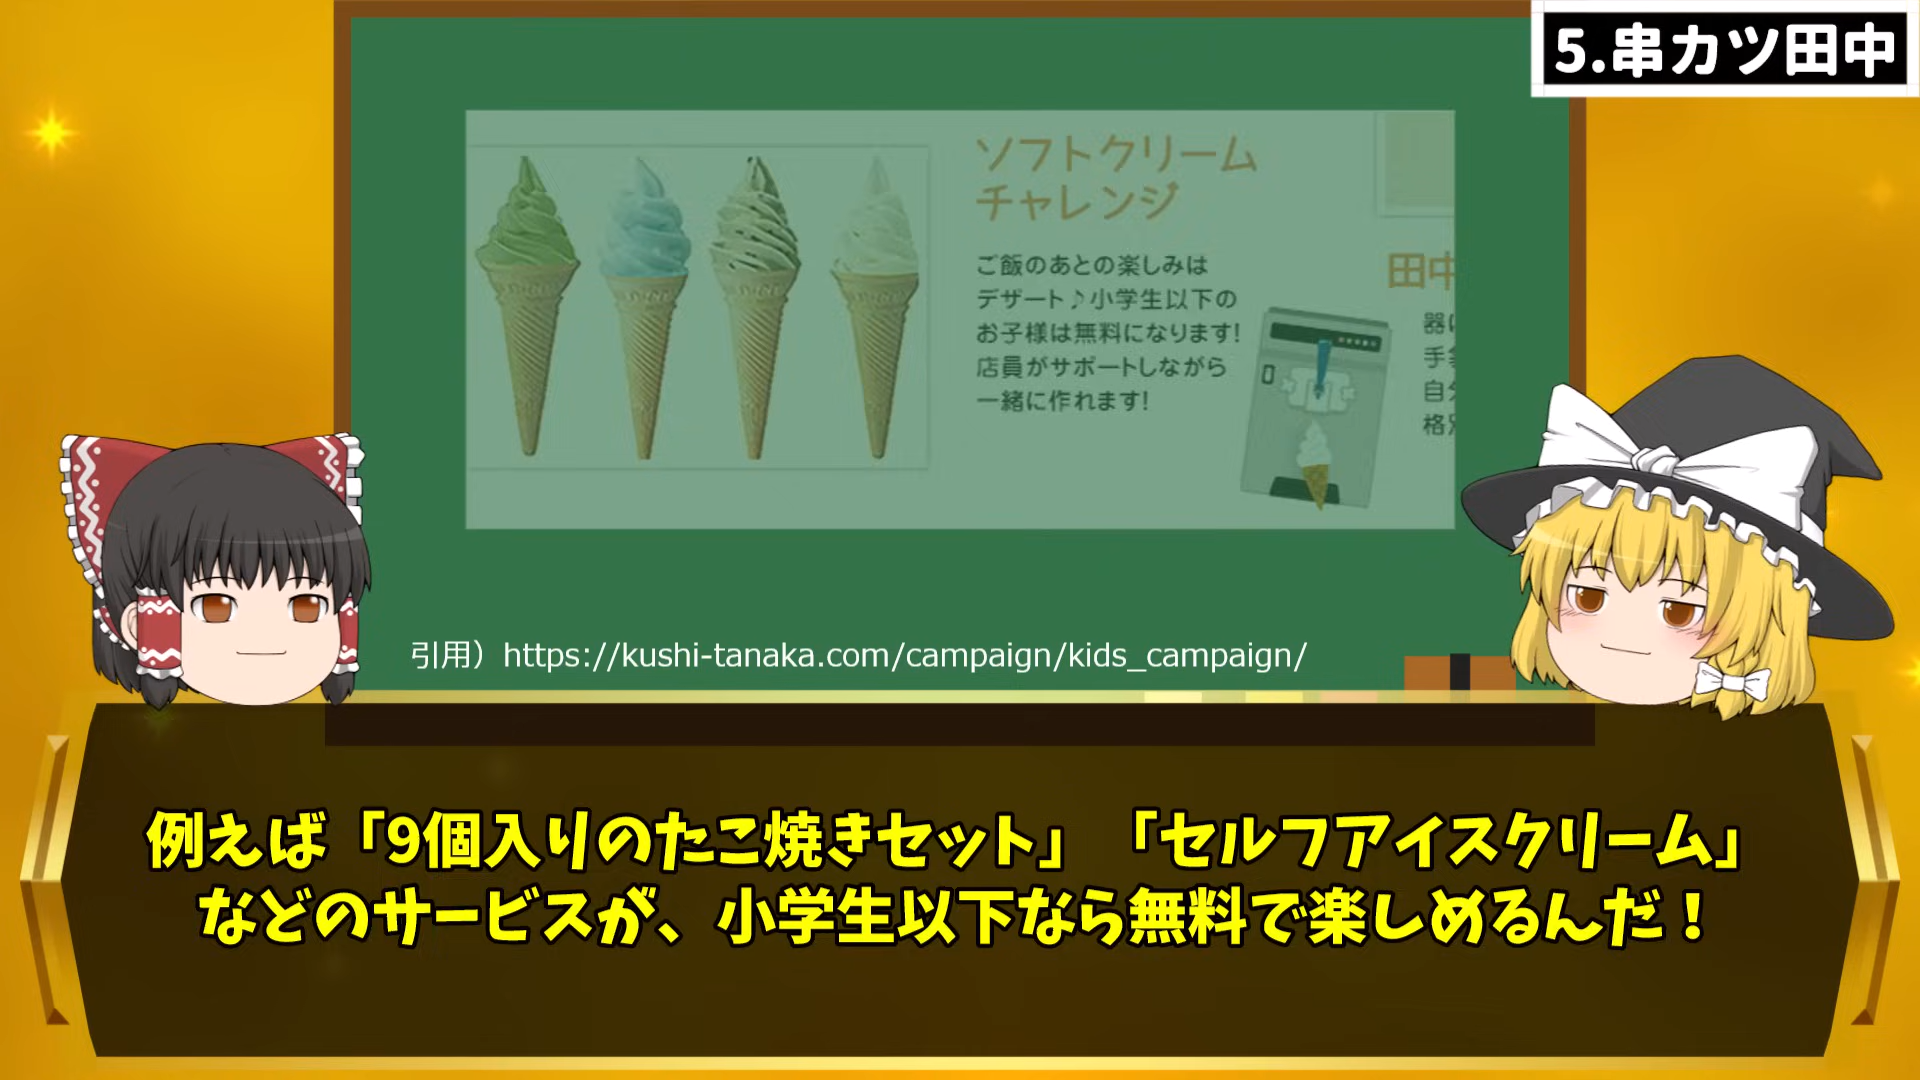 5.串カツ田中
ソフトクリーム
チャレンジ
ご飯のあとの楽しみは
デザート♪小学生以下の
お子様は無料になります!
店員がサポートしながら
一緒に作れます!
田中
器に
手
自
格
引用）https://kushi-tanaka.com/campaign/kids_campaign/
例えば「9個入りのたこ焼きセット」「セルフアイスクリーム」
などのサービスが、小学生以下なら無料で楽しめるんだ！